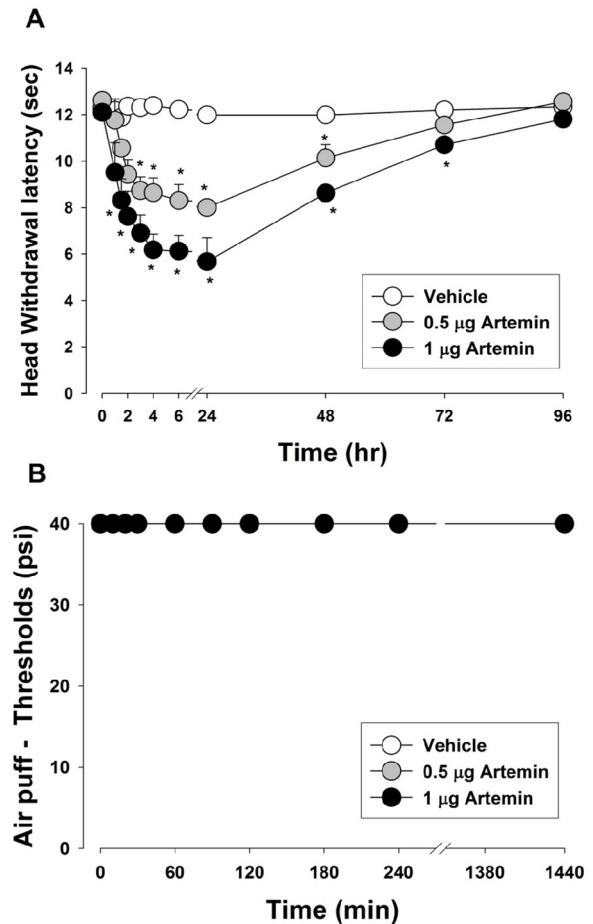 A
Head Withdrawal latency (sec)
14
12
10
8
6
4
2
0
* * * * *
* * * * * * * *
Vehicle
0.5 µg Artemin
1 µg Artemin
0 2 4 6 24 48 72 96
Time (hr)
B
Air puff - Thresholds (psi)
40
30
20
10
0
Vehicle
0.5 µg Artemin
1 µg Artemin
0 60 120 180 240 1380 1440
Time (min)